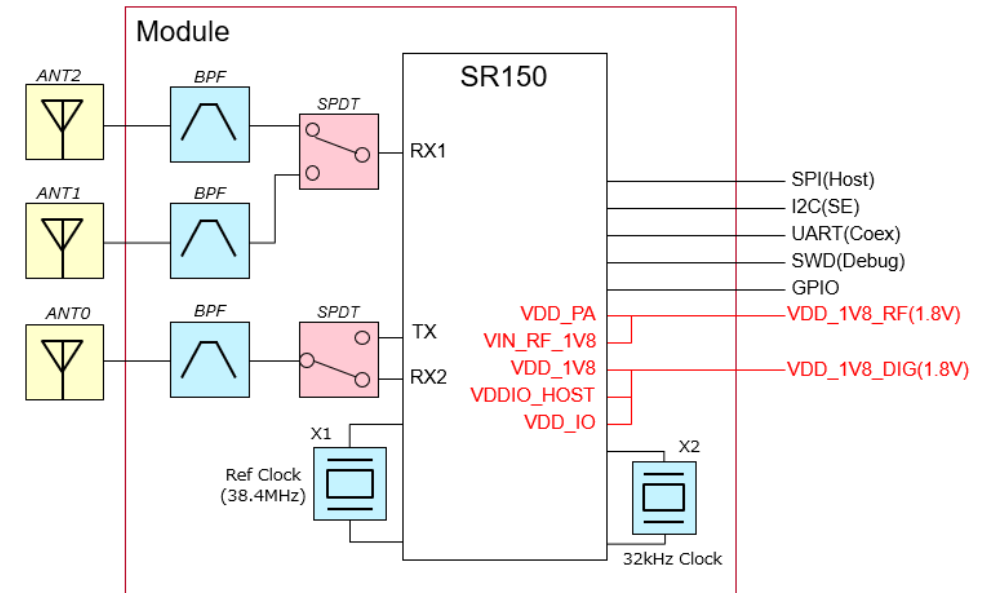 Module
SR150
ANT2
BPF
SPDT
RX1
ANT1
BPF
ANT0
BPF
SPDT
TX
RX2
X1
Ref Clock
(38.4MHz)
SPI(Host)
I2C(SE)
UART(Coex)
SWD(Debug)
GPIO
VDD_PA
VDD_1V8_RF(1.8V)
VIN_RF_1V8
VDD_1V8
VDD_1V8_DIG(1.8V)
VDDIO_HOST
VDD_IO
X2
32kHz Clock